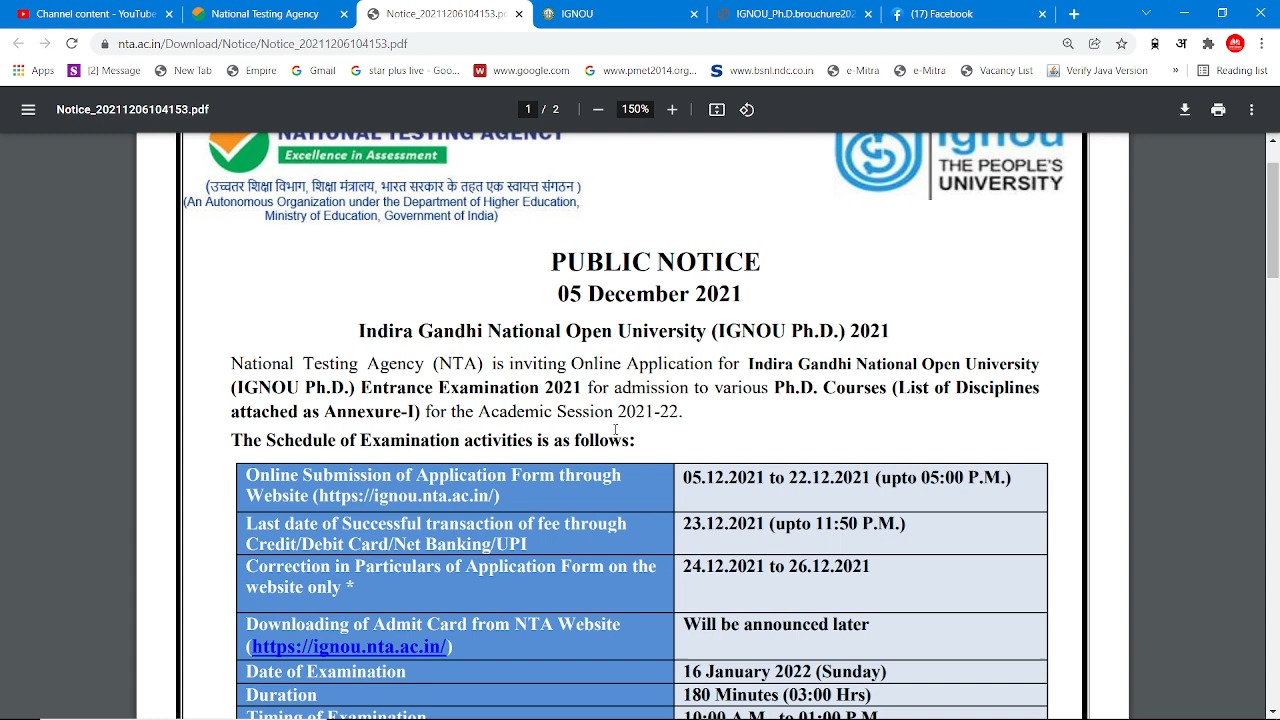 Channel content - YouTube
National Testing Agency
Notice_20211206104153.p
IGNOU
IGNOU_Ph.D.brouchure202
(17) Facebook
nta.ac.in/Download/Notice/Notice_20211206104153.pdf
Apps
[2] Message
New Tab
Empire
Gmail
star plus live - Goo...
www.google.com
www.pmet2014.org...
www.bsnl.ndc.co.in
e-Mitra
e-Mitra
Vacancy List
Verify Java Version
»
Reading list
Notice_20211206104153.pdf
1 / 2
150%
NATIONAL TESTING AGENCY
Excellence in Assessment
(उच्चतर शिक्षा विभाग, शिक्षा मंत्रालय, भारत सरकार के तहत एक स्वायत्त संगठन )
(An Autonomous Organization under the Department of Higher Education,
Ministry of Education, Government of India)
ignou
THE PEOPLE'S
UNIVERSITY
PUBLIC NOTICE
05 December 2021
Indira Gandhi National Open University (IGNOU Ph.D.) 2021
National Testing Agency (NTA) is inviting Online Application for Indira Gandhi National Open University
(IGNOU Ph.D.) Entrance Examination 2021 for admission to various Ph.D. Courses (List of Disciplines
attached as Annexure-I) for the Academic Session 2021-22.
The Schedule of Examination activities is as follows:
Online Submission of Application Form through
Website (https://ignou.nta.ac.in/)
05.12.2021 to 22.12.2021 (upto 05:00 P.M.)
Last date of Successful transaction of fee through
Credit/Debit Card/Net Banking/UPI
23.12.2021 (upto 11:50 P.M.)
Correction in Particulars of Application Form on the
website only *
24.12.2021 to 26.12.2021
Downloading of Admit Card from NTA Website
(https://ignou.nta.ac.in/)
Will be announced later
Date of Examination
16 January 2022 (Sunday)
Duration
180 Minutes (03:00 Hrs)
Timing of Examination
10:00 A.M. to 01:00 P.M.